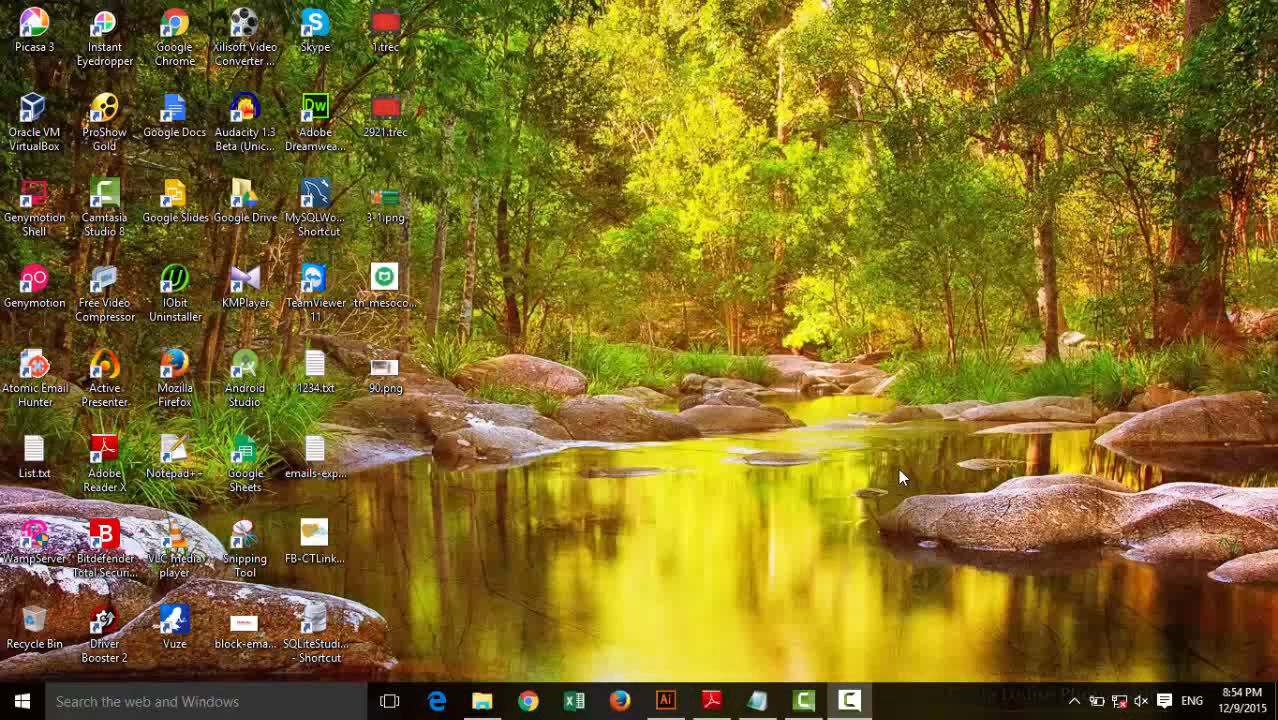 Picasa 3
Instant
Eyedropper
Google
Chrome
Xilisoft Video
Converter ...
Skype
1.trec
Oracle VM
VirtualBox
ProShow
Gold
Google Docs
Audacity 1.3
Beta (Unic...
Dw
Adobe
Dreamwea...
2921.trec
Genymotion
Shell
Camtasia
Studio 8
Google Slides
Google Drive
MySQLWo...
Shortcut
3-1.png
Genymotion
Free Video
Compressor
IObit
Uninstaller
KMPlayer
TeamViewer
11
tn_mesoco...
Atomic Email
Hunter
Active
Presenter
Mozilla
Firefox
Android
Studio
1234.txt
90.png
List.txt
Adobe
Reader X
Notepad++
Google
Sheets
emails-exp...
WampServer
Bitdefender
Total Securi...
VLC media
player
Snipping
Tool
FB-CTLink...
Recycle Bin
Driver
Booster 2
Vuze
block-ema...
SQLiteStudi...
- Shortcut
Search the web and Windows
Ai
ENG
8:54 PM
12/9/2015